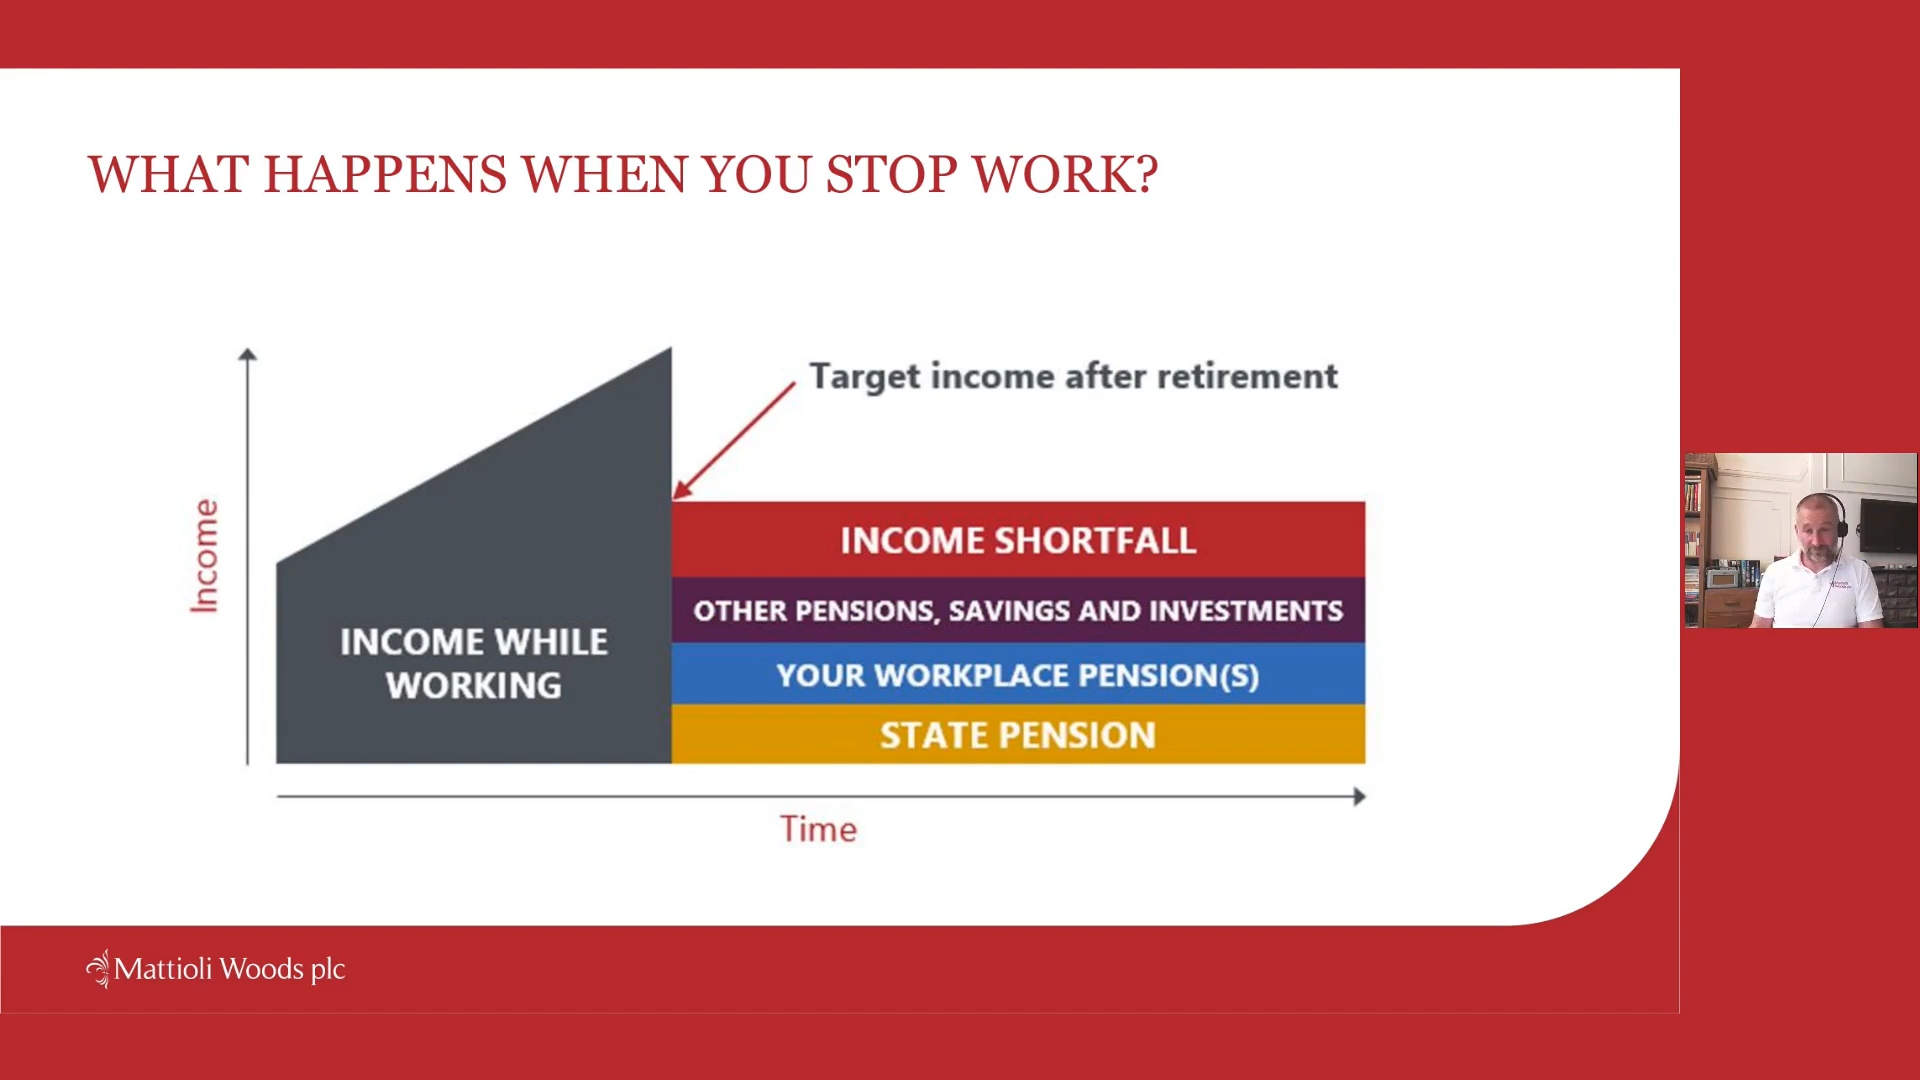 WHAT HAPPENS WHEN YOU STOP WORK?
Target income after retirement
Income
INCOME WHILE
WORKING
INCOME SHORTFALL
OTHER PENSIONS, SAVINGS AND INVESTMENTS
YOUR WORKPLACE PENSION(S)
STATE PENSION
Time
Mattioli Woods plc